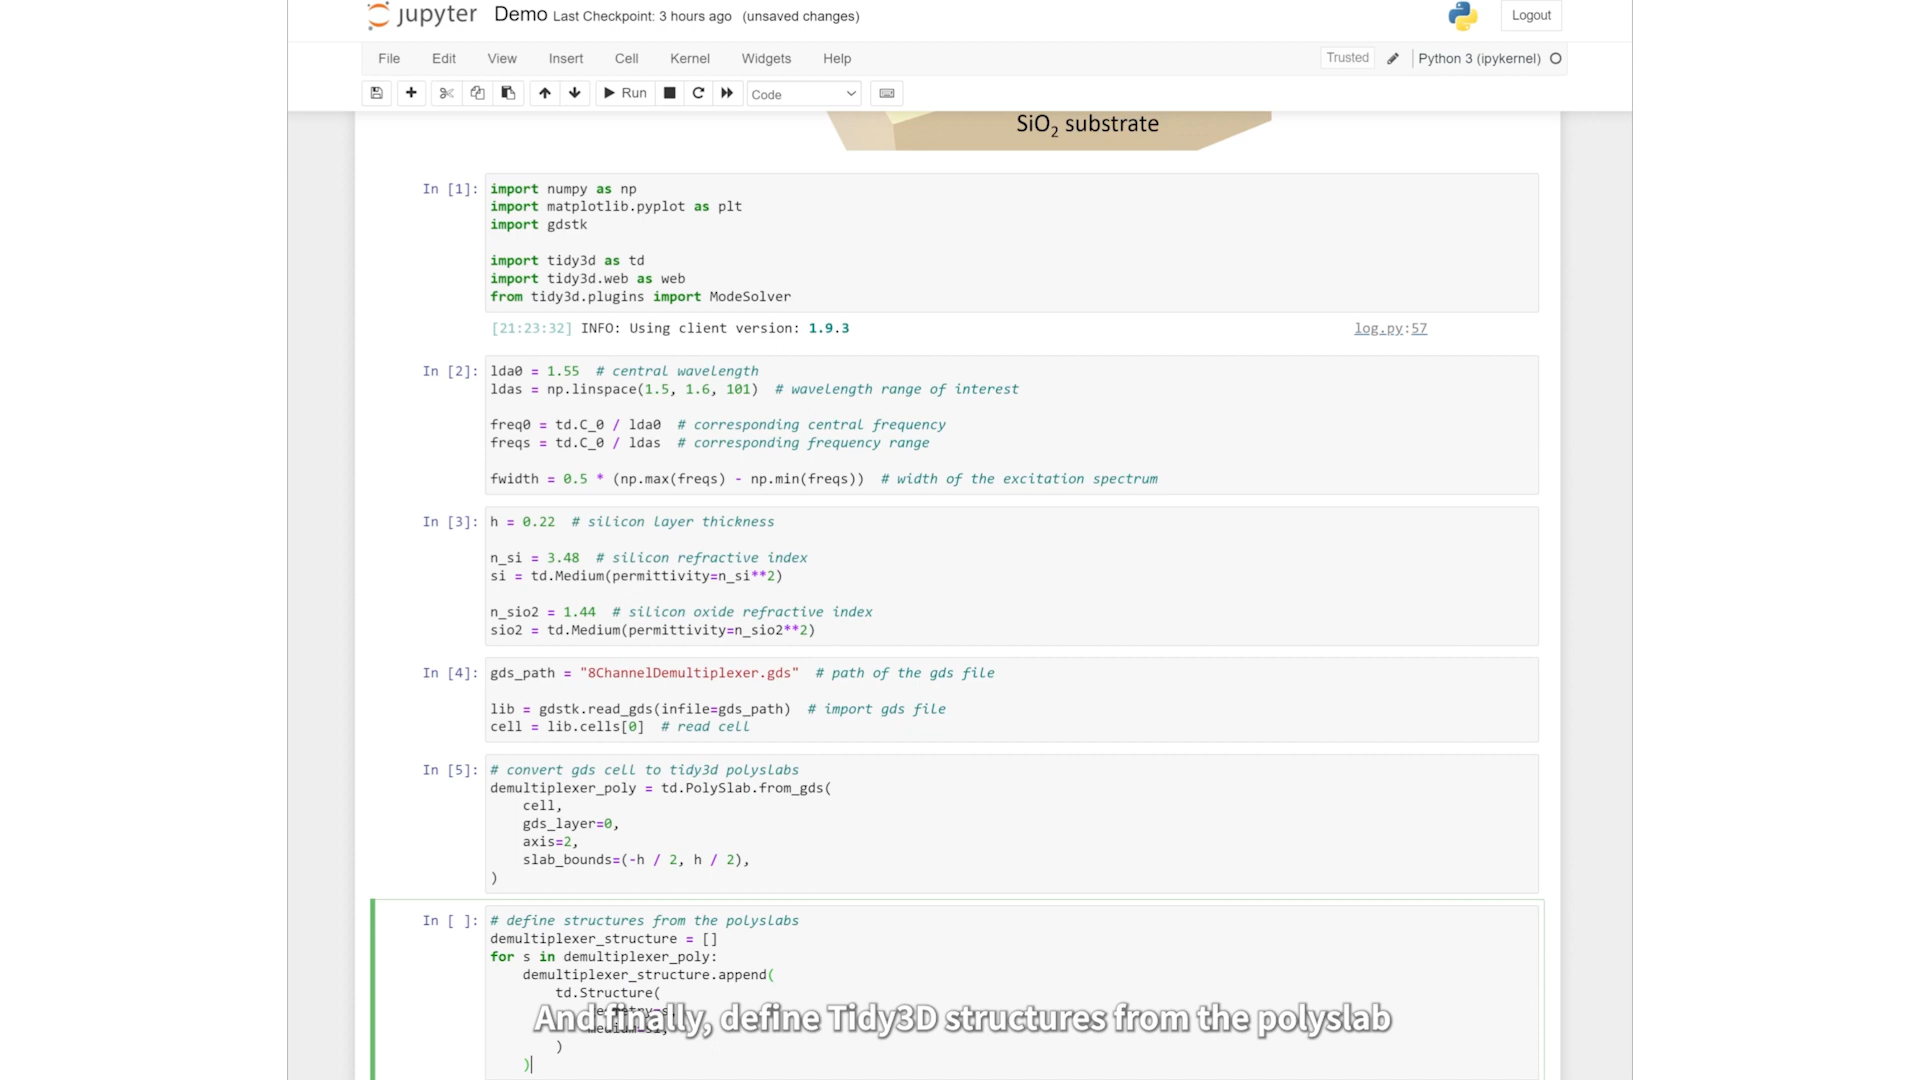 jupyter Demo Last Checkpoint: 3 hours ago (unsaved changes) Logout
File Edit View Insert Cell Kernel Widgets Help Trusted Python 3 (ipykernel)
Run Code
SiO2 substrate
In [1]: import numpy as np
import matplotlib.pyplot as plt
import gdstk
import tidy3d as td
import tidy3d.web as web
from tidy3d.plugins import ModeSolver
[21:23:32] INFO: Using client version: 1.9.3 log.py:57
In [2]: lda0 = 1.55 # central wavelength
ldas = np.linspace(1.5, 1.6, 101) # wavelength range of interest
freq0 = td.C_0 / lda0 # corresponding central frequency
freqs = td.C_0 / ldas # corresponding frequency range
fwidth = 0.5 * (np.max(freqs) - np.min(freqs)) # width of the excitation spectrum
In [3]: h = 0.22 # silicon layer thickness
n_si = 3.48 # silicon refractive index
si = td.Medium(permittivity=n_si**2)
n_sio2 = 1.44 # silicon oxide refractive index
sio2 = td.Medium(permittivity=n_sio2**2)
In [4]: gds_path = "8ChannelDemultiplexer.gds" # path of the gds file
lib = gdstk.read_gds(infile=gds_path) # import gds file
cell = lib.cells[0] # read cell
In [5]: # convert gds cell to tidy3d polyslabs
demultiplexer_poly = td.PolySlab.from_gds(
cell,
gds_layer=0,
axis=2,
slab_bounds=(-h / 2, h / 2),
)
In [ ]: # define structures from the polyslabs
demultiplexer_structure = []
for s in demultiplexer_poly:
demultiplexer_structure.append(
td.Structure(
And finally, define Tidy3D structures from the polyslab
)
)